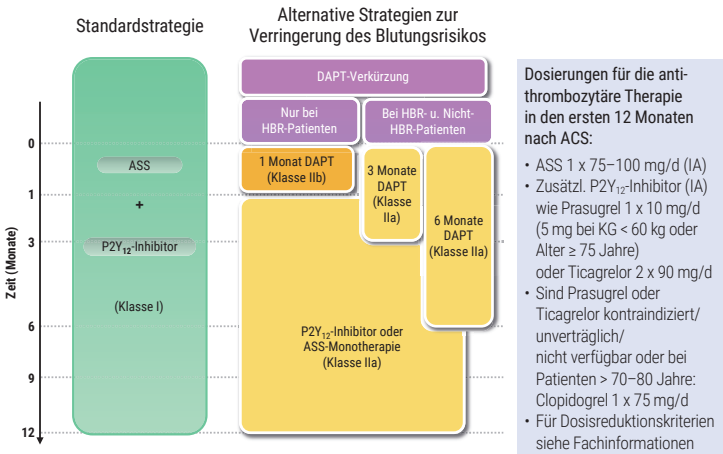 Standardstrategie
Alternative Strategien zur
Verringerung des Blutungsrisikos
DAPT-Verkürzung
Nur bei
HBR-Patienten
Bei HBR- u. Nicht-
HBR-Patienten
Zeit (Monate)
0
1
3
6
9
12
ASS
+
P2Y₁₂-Inhibitor
(Klasse I)
1 Monat DAPT
(Klasse IIb)
3 Monate
DAPT
(Klasse
IIa)
6 Monate
DAPT
(Klasse IIa)
P2Y₁₂-Inhibitor oder
ASS-Monotherapie
(Klasse IIa)
Dosierungen für die anti-
thrombozytäre Therapie
in den ersten 12 Monaten
nach ACS:
• ASS 1 x 75–100 mg/d (IA)
• Zusätzl. P2Y₁₂-Inhibitor (IA)
wie Prasugrel 1 x 10 mg/d
(5 mg bei KG < 60 kg oder
Alter ≥ 75 Jahre)
oder Ticagrelor 2 x 90 mg/d
• Sind Prasugrel oder
Ticagrelor kontraindiziert/
unverträglich/
nicht verfügbar oder bei
Patienten > 70–80 Jahre:
Clopidogrel 1 x 75 mg/d
• Für Dosisreduktionskriterien
siehe Fachinformationen